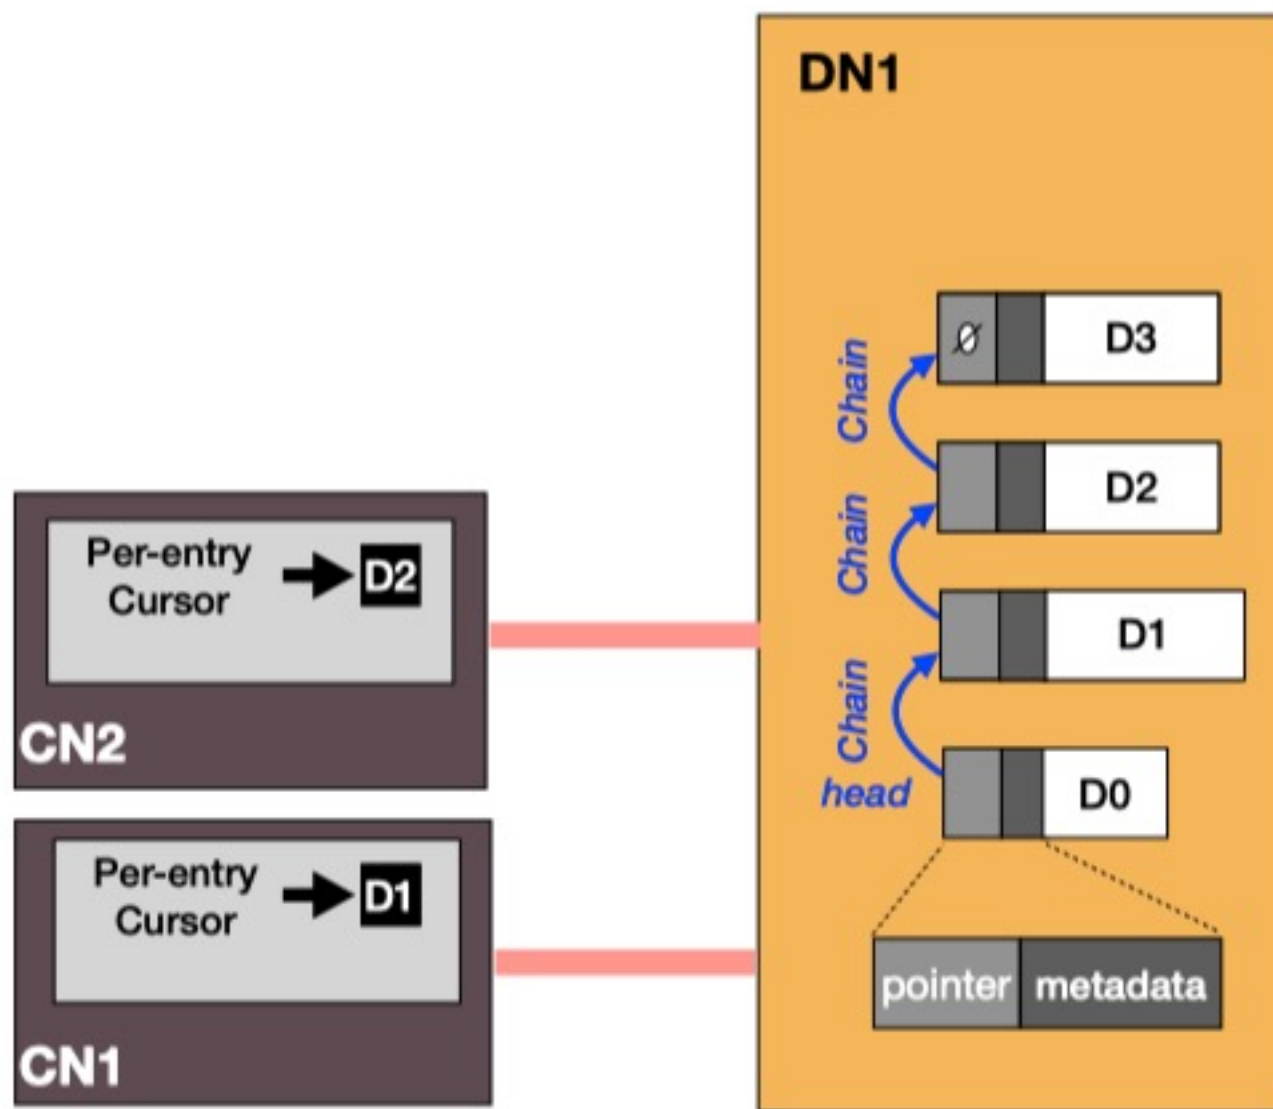 DN1
Ø
D3
Chain
D2
Chain
D1
Chain
head
D0
pointer
metadata
Per-entry
Cursor
D2
CN2
Per-entry
Cursor
D1
CN1